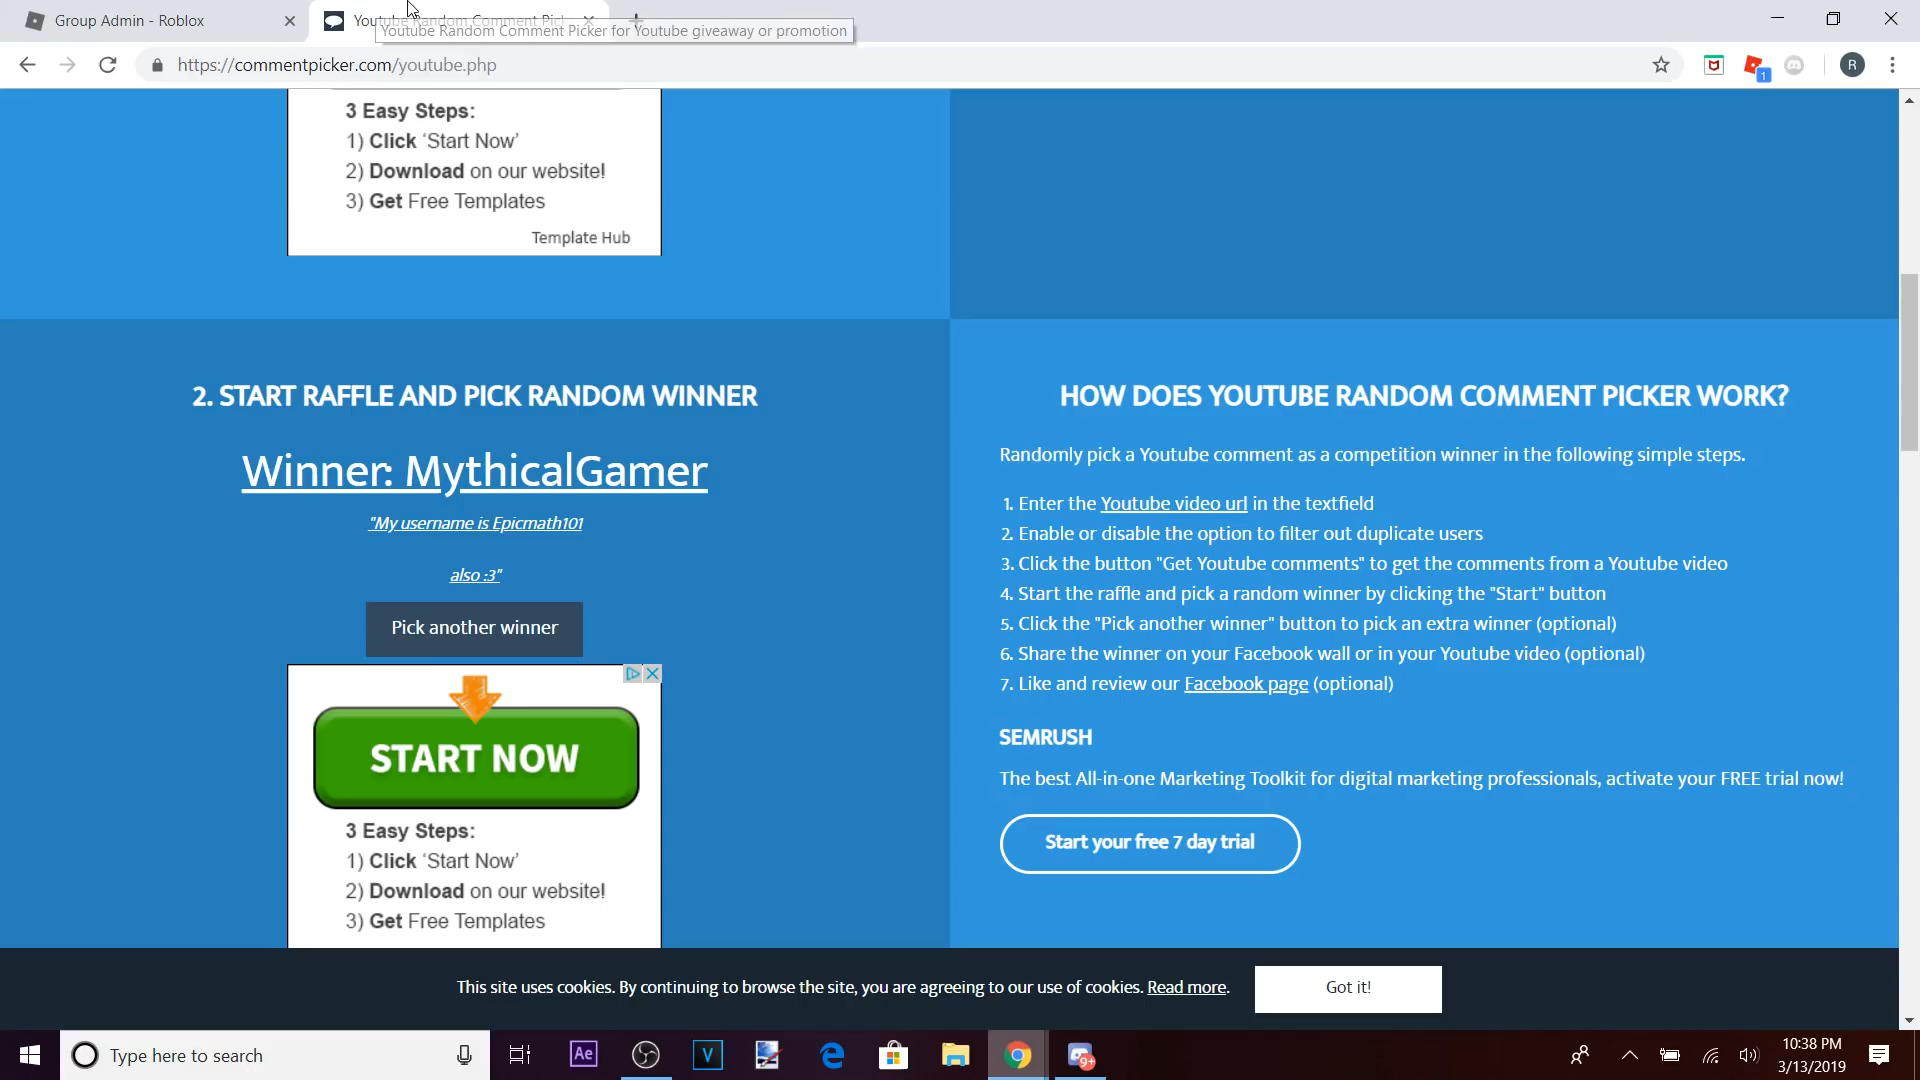 Group Admin - Roblox
Youtube Random Comment Pic
Youtube Random Comment Picker for Youtube giveaway or promotion
https://commentpicker.com/youtube.php
R
1
3 Easy Steps:
1) Click ‘Start Now’
2) Download on our website!
3) Get Free Templates
Template Hub
2. START RAFFLE AND PICK RANDOM WINNER
Winner: MythicalGamer
"My username is Epicmath101
also :3"
Pick another winner
START NOW
3 Easy Steps:
1) Click ‘Start Now’
2) Download on our website!
3) Get Free Templates
HOW DOES YOUTUBE RANDOM COMMENT PICKER WORK?
Randomly pick a Youtube comment as a competition winner in the following simple steps.
1. Enter the Youtube video url in the textfield
2. Enable or disable the option to filter out duplicate users
3. Click the button "Get Youtube comments" to get the comments from a Youtube video
4. Start the raffle and pick a random winner by clicking the "Start" button
5. Click the "Pick another winner" button to pick an extra winner (optional)
6. Share the winner on your Facebook wall or in your Youtube video (optional)
7. Like and review our Facebook page (optional)
SEMRUSH
The best All-in-one Marketing Toolkit for digital marketing professionals, activate your FREE trial now!
Start your free 7 day trial
This site uses cookies. By continuing to browse the site, you are agreeing to our use of cookies. Read more.
Got it!
Type here to search
Ae
V
9+
10:38 PM
3/13/2019